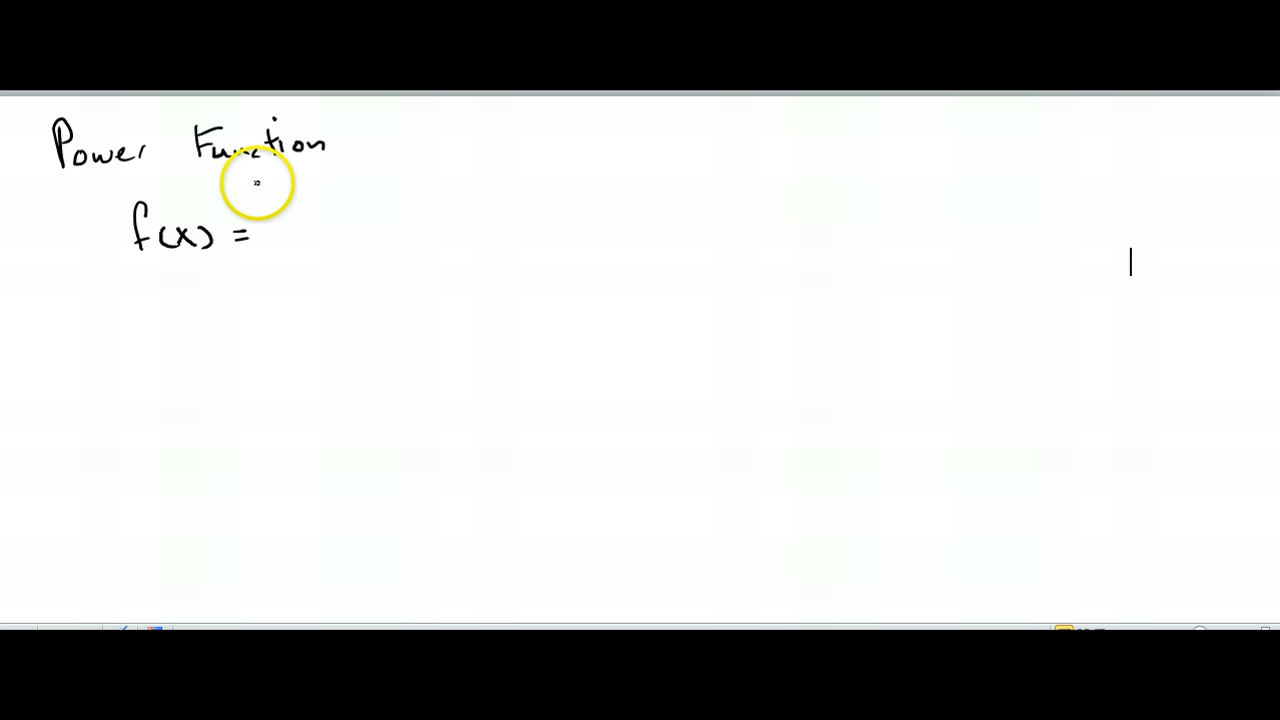 Power Function
f(x) =